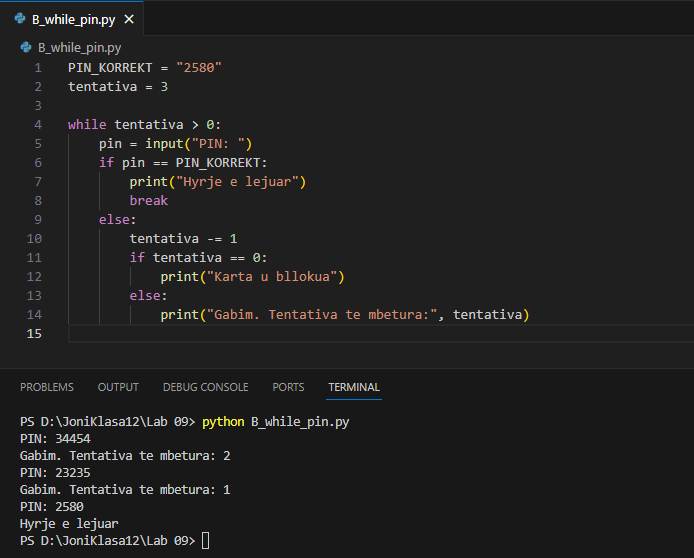 B_while_pin.py ×
B_while_pin.py
1 PIN_KORREKT = "2580"
2 tentativa = 3
3
4 while tentativa > 0:
5     pin = input("PIN: ")
6     if pin == PIN_KORREKT:
7         print("Hyrje e lejuar")
8         break
9     else:
10         tentativa -= 1
11         if tentativa == 0:
12             print("Karta u bllokua")
13         else:
14             print("Gabim. Tentativa te mbetura:", tentativa)
15
PROBLEMS OUTPUT DEBUG CONSOLE PORTS TERMINAL
PS D:\JoniKlasa12\Lab 09> python B_while_pin.py
PIN: 34454
Gabim. Tentativa te mbetura: 2
PIN: 23235
Gabim. Tentativa te mbetura: 1
PIN: 2580
Hyrje e lejuar
PS D:\JoniKlasa12\Lab 09>